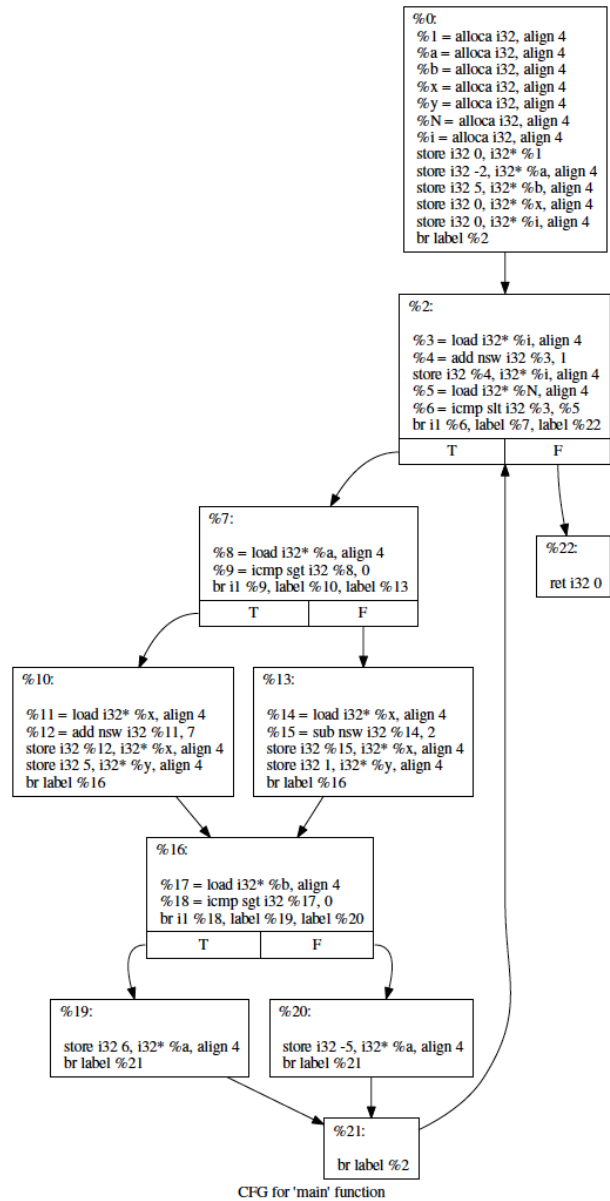 %0:
%1 = alloca i32, align 4
%a = alloca i32, align 4
%b = alloca i32, align 4
%x = alloca i32, align 4
%y = alloca i32, align 4
%N = alloca i32, align 4
%i = alloca i32, align 4
store i32 0, i32* %1
store i32 -2, i32* %a, align 4
store i32 5, i32* %b, align 4
store i32 0, i32* %x, align 4
store i32 0, i32* %i, align 4
br label %2
%2:
%3 = load i32* %i, align 4
%4 = add nsw i32 %3, 1
store i32 %4, i32* %i, align 4
%5 = load i32* %N, align 4
%6 = icmp slt i32 %3, %5
br i1 %6, label %7, label %22
T F
%7:
%8 = load i32* %a, align 4
%9 = icmp sgt i32 %8, 0
br i1 %9, label %10, label %13
T F
%22:
ret i32 0
%10:
%11 = load i32* %x, align 4
%12 = add nsw i32 %11, 7
store i32 %12, i32* %x, align 4
store i32 5, i32* %y, align 4
br label %16
%13:
%14 = load i32* %x, align 4
%15 = sub nsw i32 %14, 2
store i32 %15, i32* %x, align 4
store i32 1, i32* %y, align 4
br label %16
%16:
%17 = load i32* %b, align 4
%18 = icmp sgt i32 %17, 0
br i1 %18, label %19, label %20
T F
%19:
store i32 6, i32* %a, align 4
br label %21
%20:
store i32 -5, i32* %a, align 4
br label %21
%21:
br label %2
CFG for 'main' function